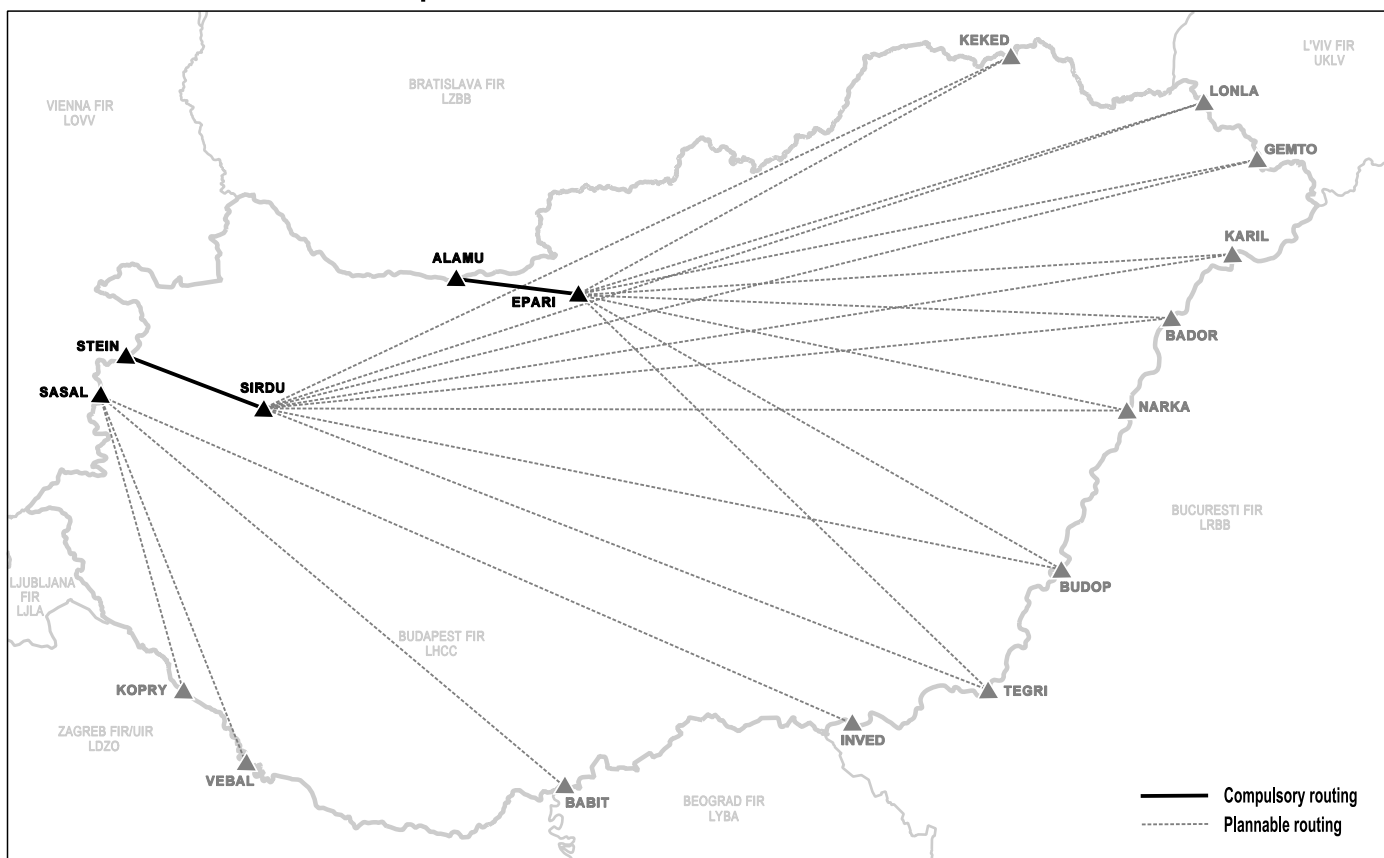 KEKED
L'VIV FIR
UKLV
BRATISLAVA FIR
LZBB
LONLA
VIENNA FIR
LOVV
GEMTO
KARIL
ALAMU
EPARI
BADOR
STEIN
SIRDU
SASAL
NARKA
BUCURESTI FIR
LRBB
LJUBLJANA
FIR
LJLA
BUDOP
BUDAPEST FIR
LHCC
KOPRY
TEGRI
ZAGREB FIR/UIR
LDZO
INVED
VEBAL
BABIT
BEOGRAD FIR
LYBA
Compulsory routing
Plannable routing